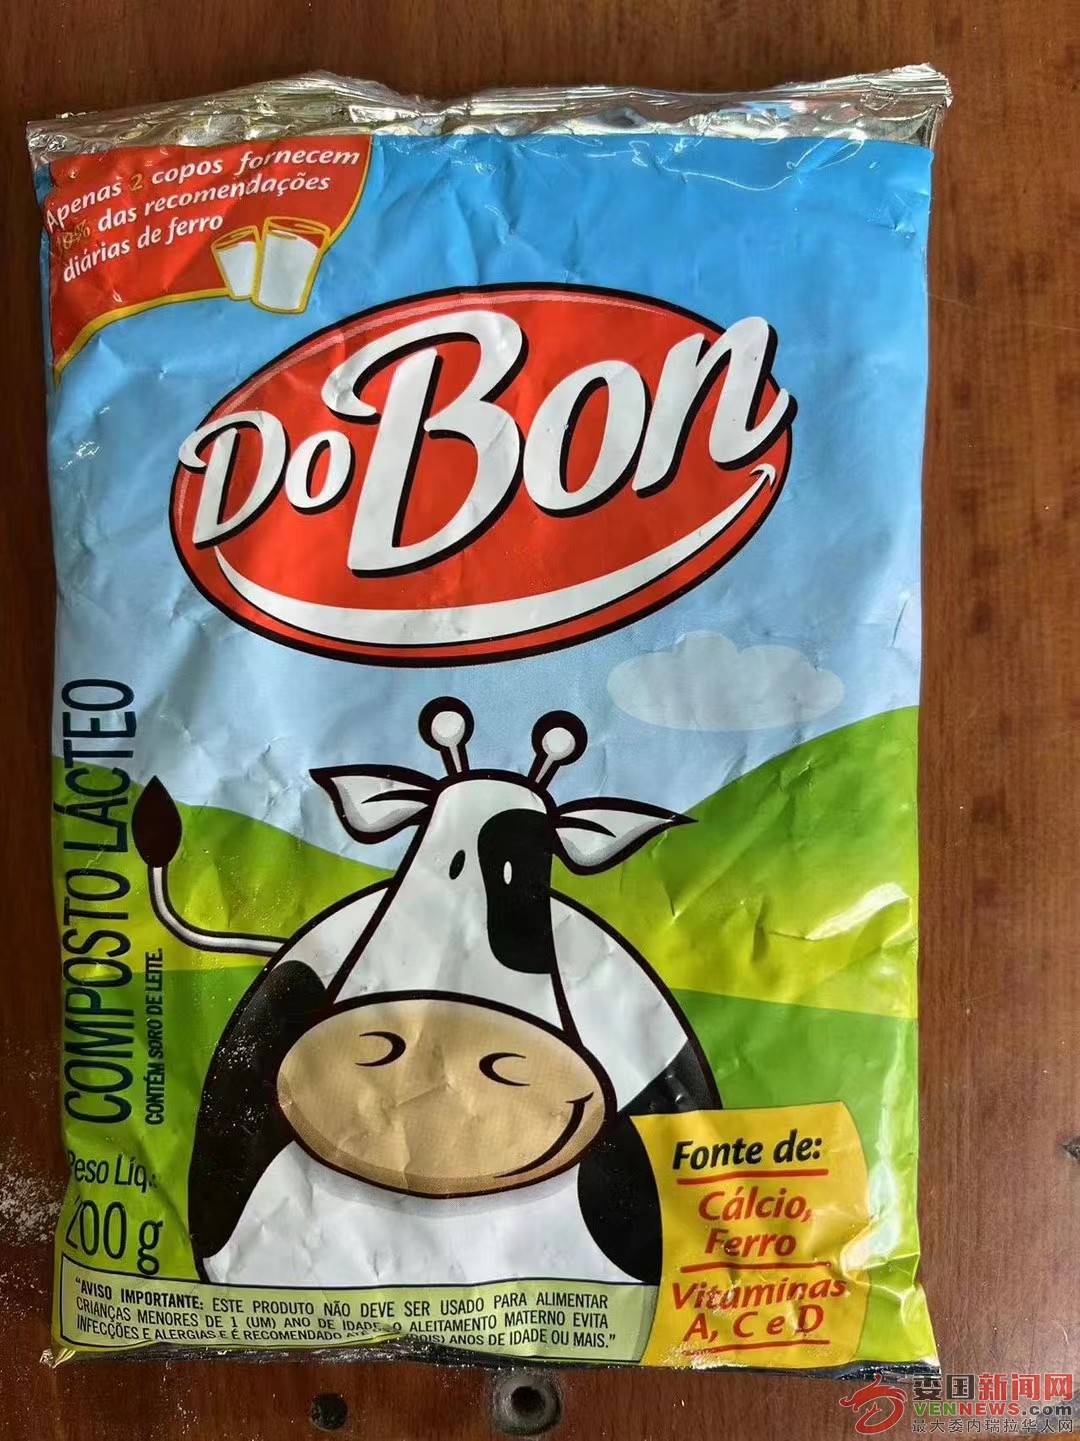 Apenas 2 copos fornecem
das recomendações
diárias de ferro
DoBon
COMPOSTO LÁCTEO
CONTÉM SORO DE LEITE.
Peso Líq.
200 g
Fonte de:
Cálcio,
Ferro
Vitaminas
A, C e D
"AVISO IMPORTANTE: ESTE PRODUTO NÃO DEVE SER USADO PARA ALIMENTAR
CRIANÇAS MENORES DE 1 (UM) ANO DE IDADE. O ALEITAMENTO MATERNO EVITA
INFECÇÕES E ALERGIAS E É RECOMENDADO (DOIS) ANOS DE IDADE OU MAIS."
委国新闻网
VENNEWS.com
最大委内瑞拉华人网